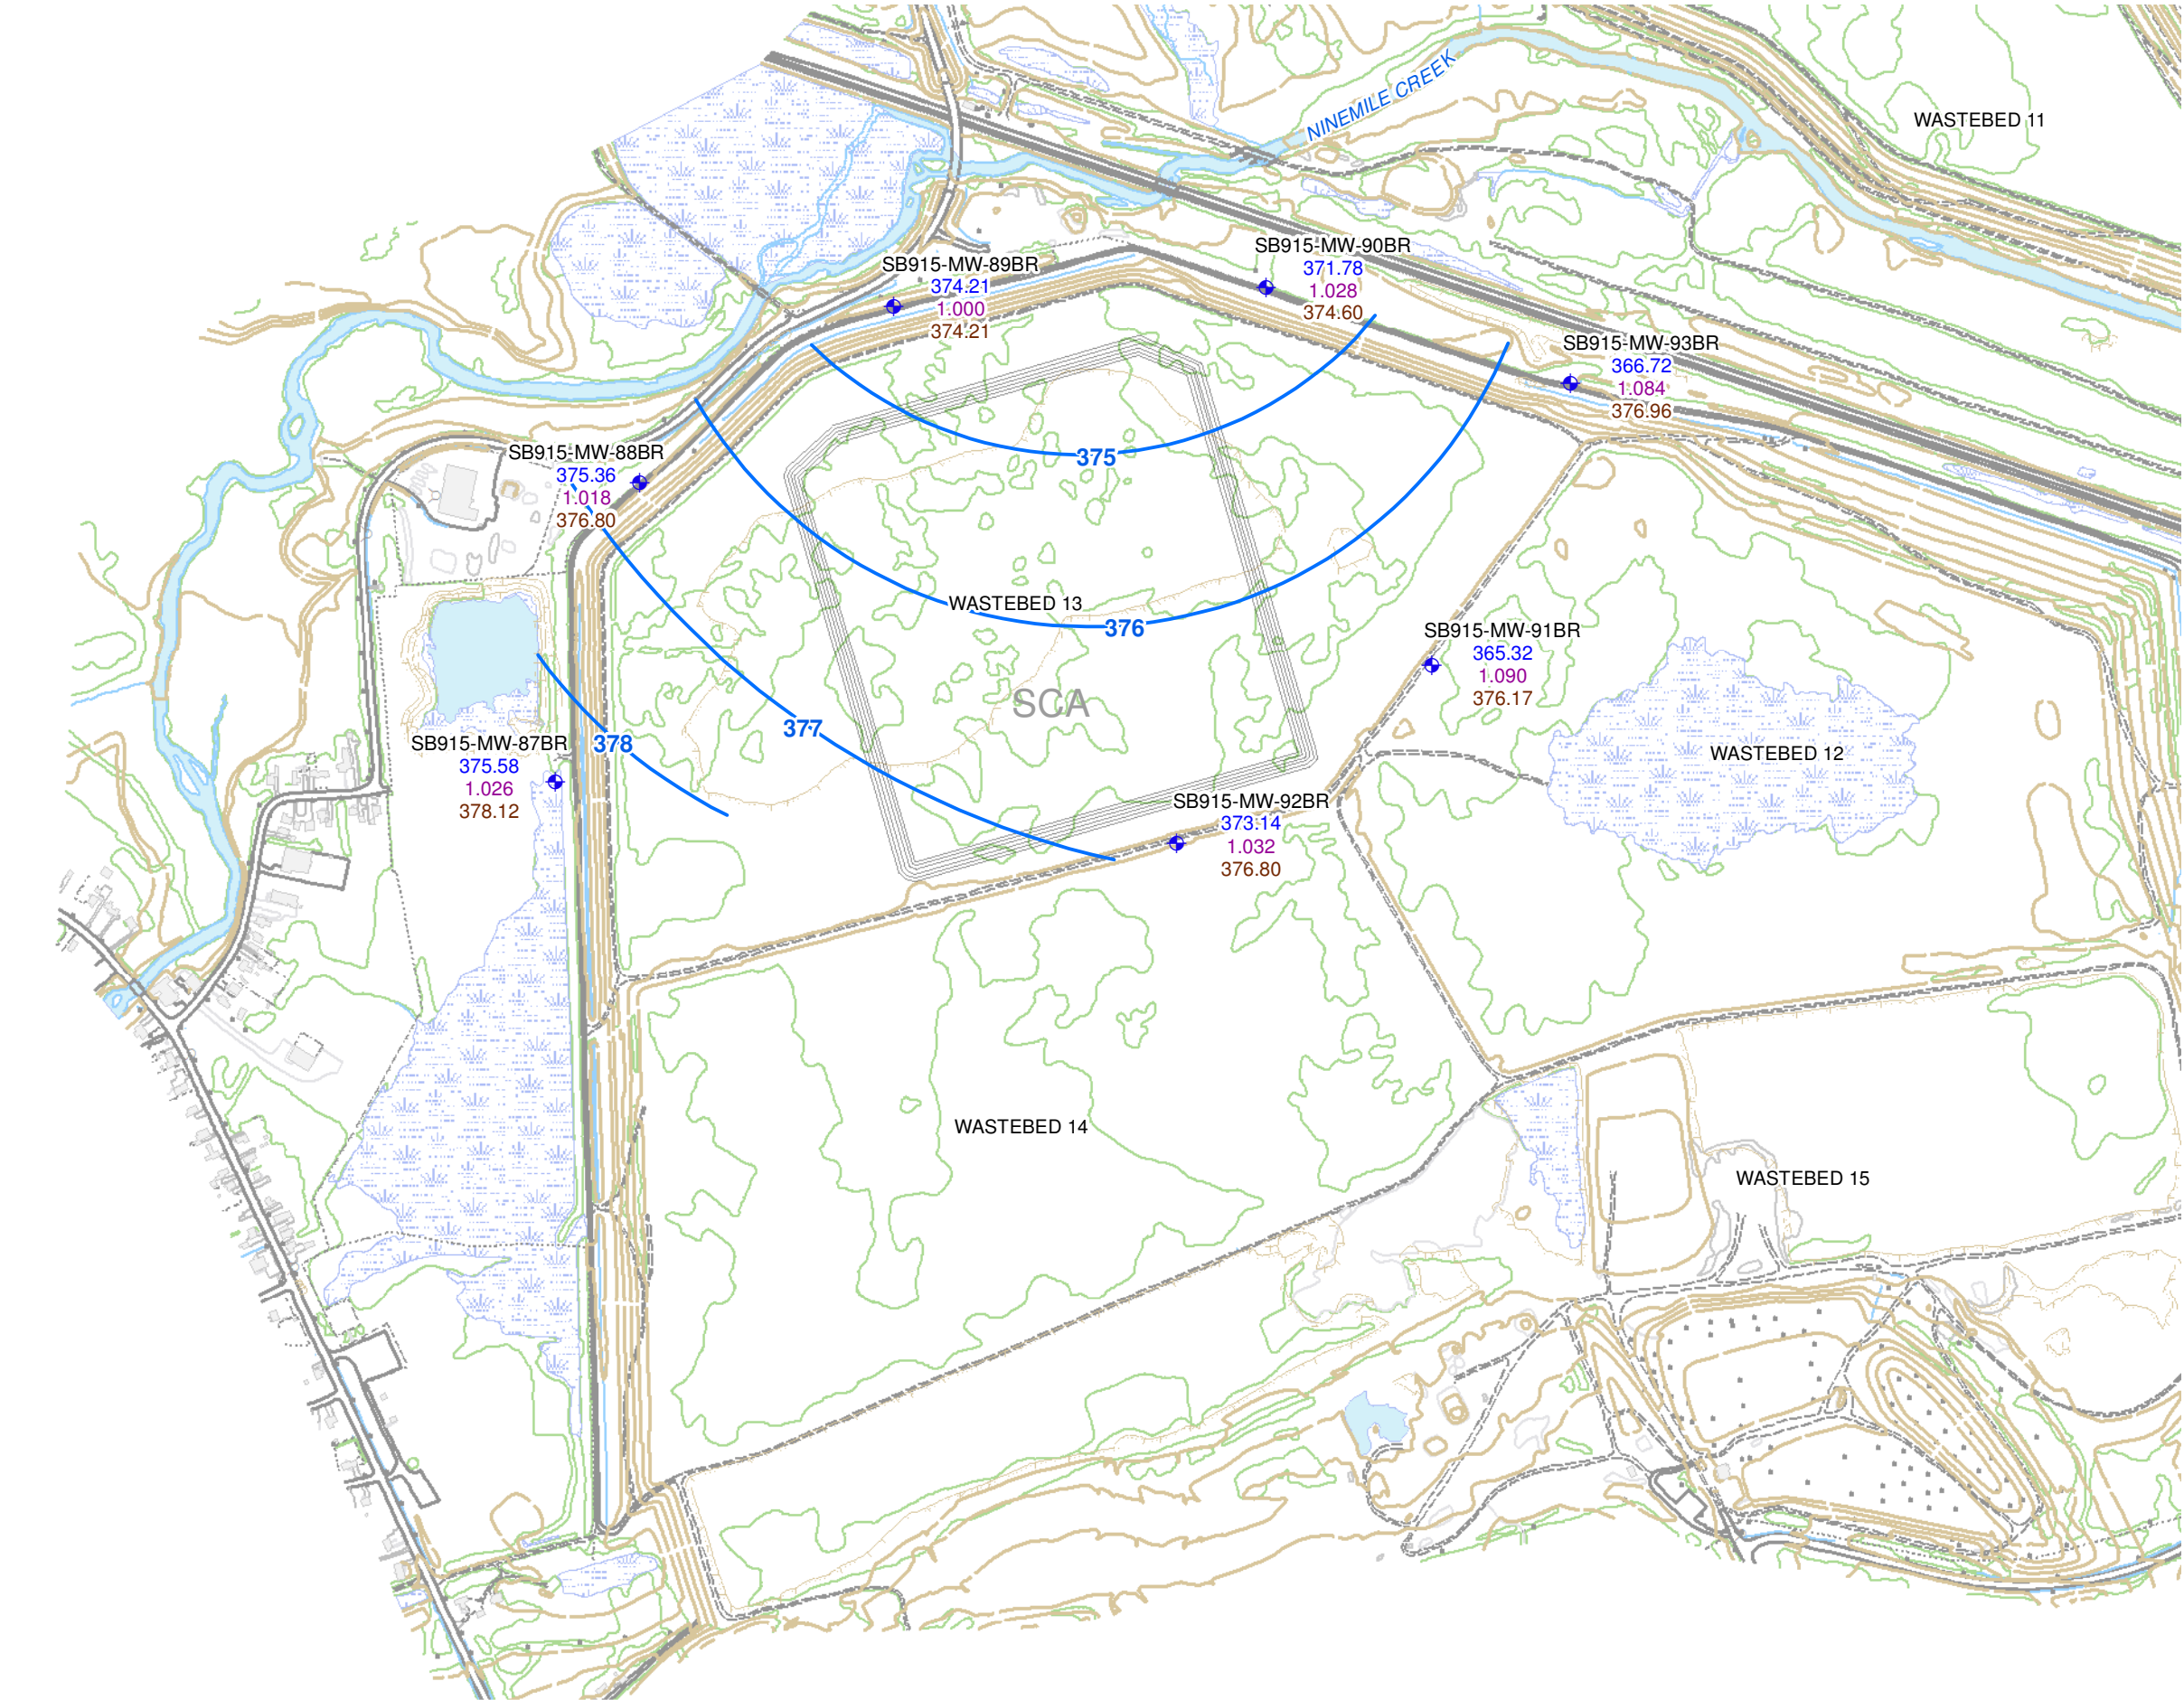 NINEMILE CREEK
WASTEBED 11
SB915-MW-90BR
371.78
1.028
374.60
SB915-MW-89BR
374.21
1.000
374.21
SB915-MW-93BR
366.72
1.084
376.96
SB915-MW-88BR
375.36
1.018
376.80
375
WASTEBED 13
376
SB915-MW-91BR
365.32
1.090
376.17
SCA
377
378
SB915-MW-87BR
375.58
1.026
378.12
WASTEBED 12
SB915-MW-92BR
373.14
1.032
376.80
WASTEBED 14
WASTEBED 15